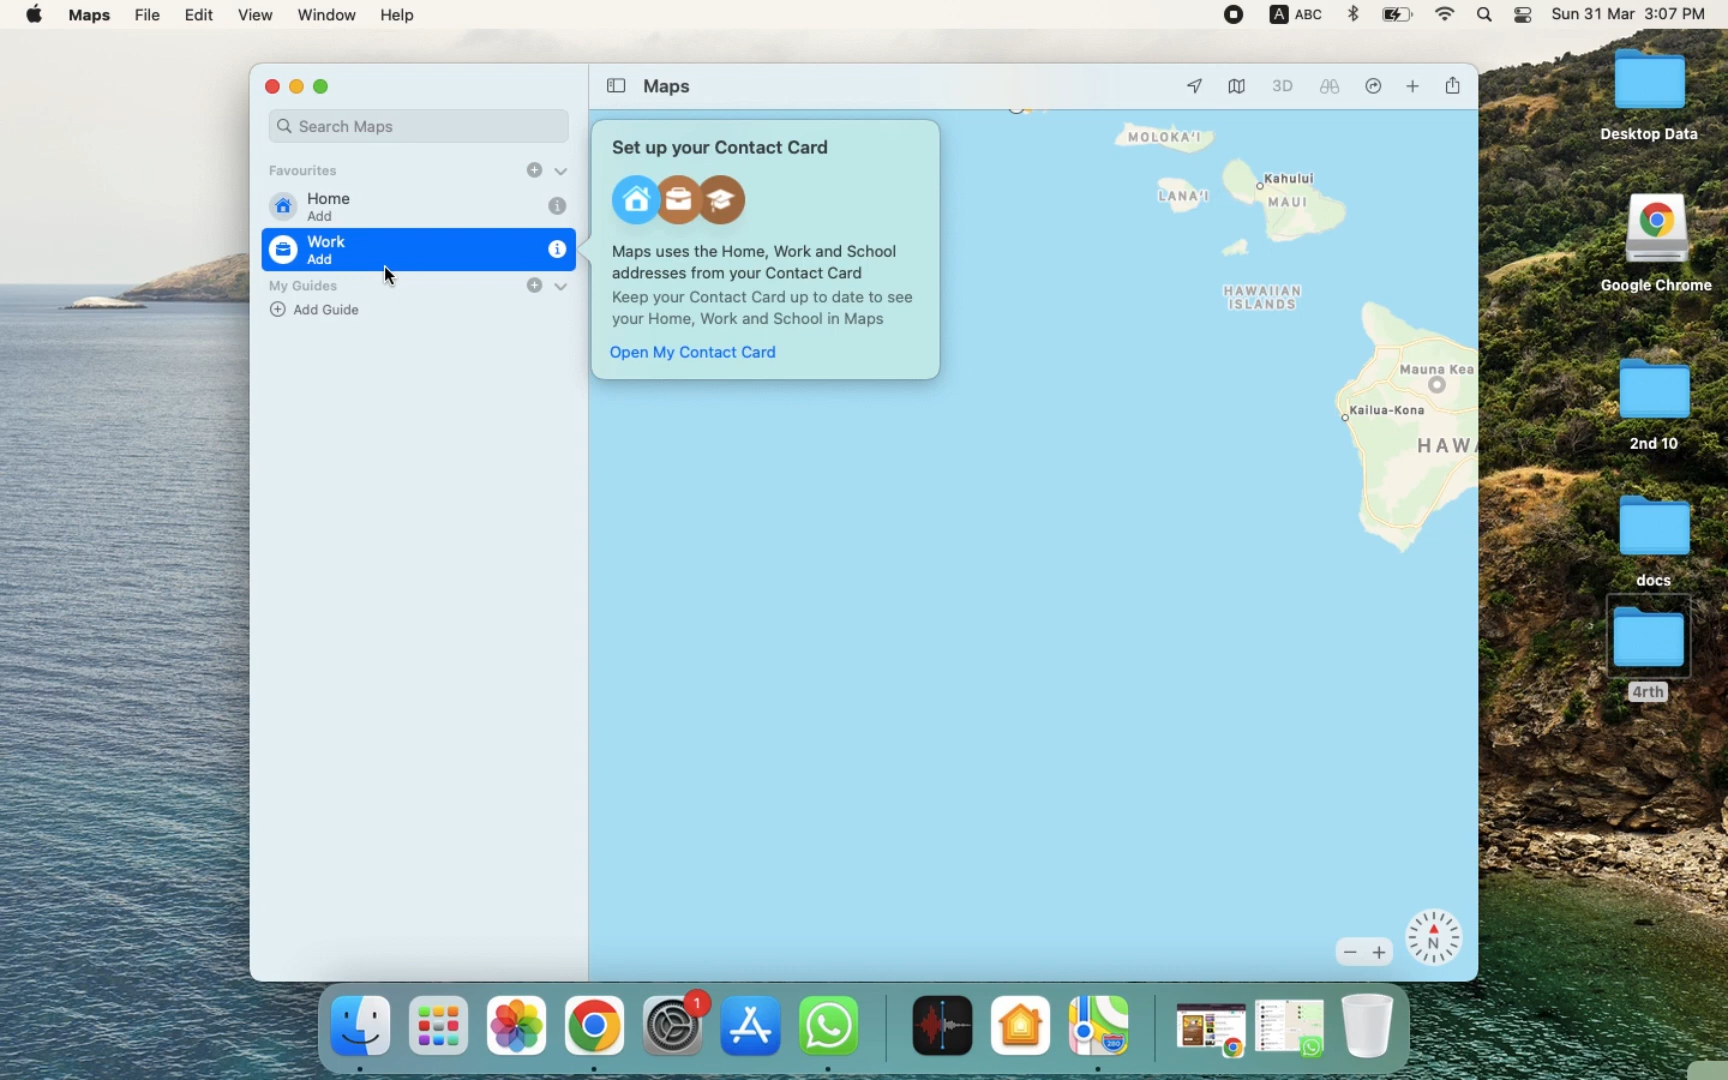 Maps File Edit View Window Help
A ABC Sun 31 Mar 3:07 PM
Maps 3D
Search Maps
Favourites
Home
Add
Work
Add
My Guides
Add Guide
Set up your Contact Card
Maps uses the Home, Work and School
addresses from your Contact Card
Keep your Contact Card up to date to see
your Home, Work and School in Maps
Open My Contact Card
MOLOKAʻI
Kahului
LANAʻI
MAUI
HAWAIIAN
ISLANDS
Mauna Kea
Kailua-Kona
HAWA
N
Desktop Data
Google Chrome
2nd 10
docs
4rth
1
280